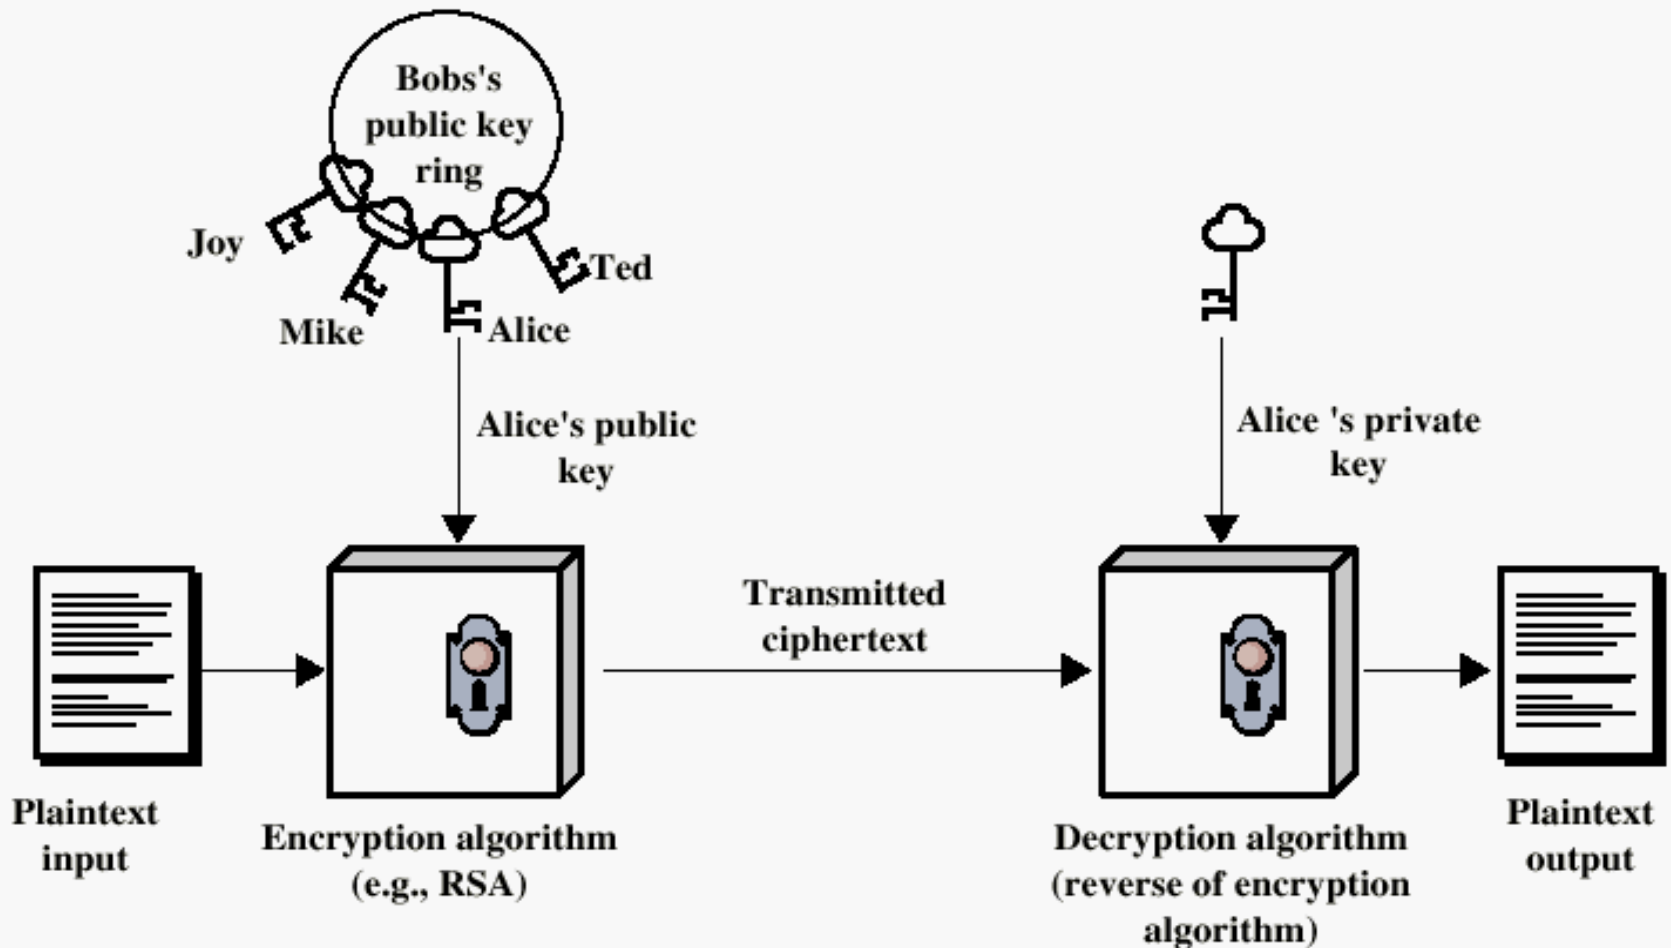 Bobs's
public key
ring
Joy
Ted
Mike
Alice
Alice's public
key
Alice 's private
key
Transmitted
ciphertext
Plaintext
input
Encryption algorithm
(e.g., RSA)
Decryption algorithm
(reverse of encryption
algorithm)
Plaintext
output